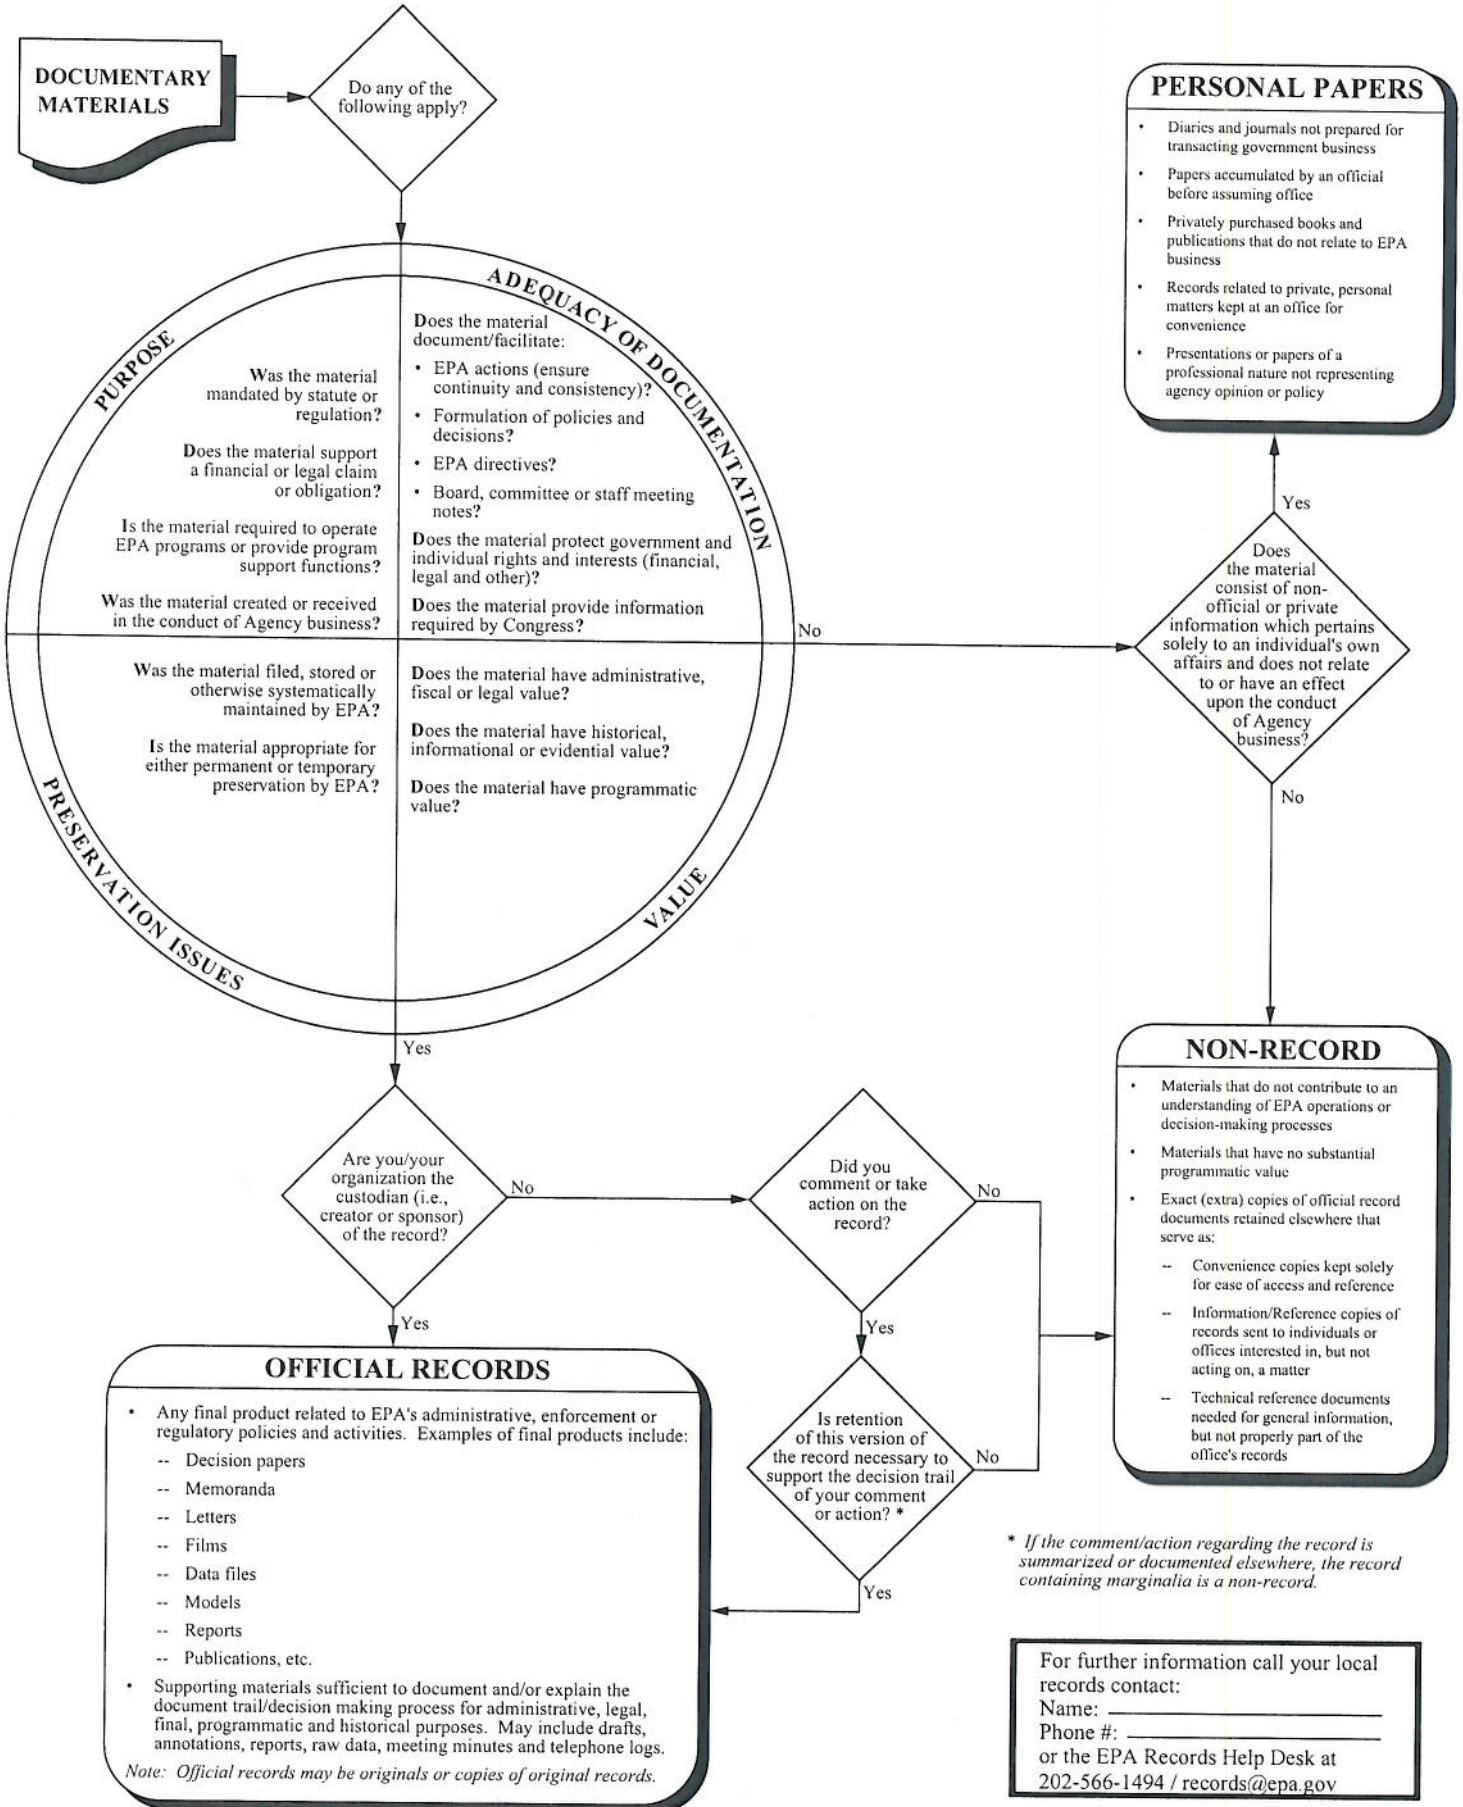 DOCUMENTARY
MATERIALS
Do any of the
following apply?
PERSONAL PAPERS
• Diaries and journals not prepared for
transacting government business
• Papers accumulated by an official
before assuming office
• Privately purchased books and
publications that do not relate to EPA
business
• Records related to private, personal
matters kept at an office for
convenience
• Presentations or papers of a
professional nature not representing
agency opinion or policy
PURPOSE
Was the material
mandated by statute or
regulation?
Does the material support
a financial or legal claim
or obligation?
Is the material required to operate
EPA programs or provide program
support functions?
Was the material created or received
in the conduct of Agency business?
ADEQUACY OF DOCUMENTATION
Does the material
document/facilitate:
• EPA actions (ensure
continuity and consistency)?
• Formulation of policies and
decisions?
• EPA directives?
• Board, committee or staff meeting
notes?
Does the material protect government and
individual rights and interests (financial,
legal and other)?
Does the material provide information
required by Congress?
PRESERVATION ISSUES
Was the material filed, stored or
otherwise systematically
maintained by EPA?
Is the material appropriate for
either permanent or temporary
preservation by EPA?
VALUE
Does the material have administrative,
fiscal or legal value?
Does the material have historical,
informational or evidential value?
Does the material have programmatic
value?
No
Yes
Does
the material
consist of non-
official or private
information which pertains
solely to an individual's own
affairs and does not relate
to or have an effect
upon the conduct
of Agency
business?
No
Yes
Are you/your
organization the
custodian (i.e.,
creator or sponsor)
of the record?
No
Did you
comment or take
action on the
record?
No
Yes
Yes
Is retention
of this version of
the record necessary to
support the decision trail
of your comment
or action? *
No
Yes
NON-RECORD
• Materials that do not contribute to an
understanding of EPA operations or
decision-making processes
• Materials that have no substantial
programmatic value
• Exact (extra) copies of official record
documents retained elsewhere that
serve as:
-- Convenience copies kept solely
for ease of access and reference
-- Information/Reference copies of
records sent to individuals or
offices interested in, but not
acting on, a matter
-- Technical reference documents
needed for general information,
but not properly part of the
office's records
OFFICIAL RECORDS
• Any final product related to EPA's administrative, enforcement or
regulatory policies and activities. Examples of final products include:
-- Decision papers
-- Memoranda
-- Letters
-- Films
-- Data files
-- Models
-- Reports
-- Publications, etc.
• Supporting materials sufficient to document and/or explain the
document trail/decision making process for administrative, legal,
final, programmatic and historical purposes. May include drafts,
annotations, reports, raw data, meeting minutes and telephone logs.
Note: Official records may be originals or copies of original records.
* If the comment/action regarding the record is
summarized or documented elsewhere, the record
containing marginalia is a non-record.
For further information call your local
records contact:
Name:
Phone #:
or the EPA Records Help Desk at
202-566-1494 / records@epa.gov